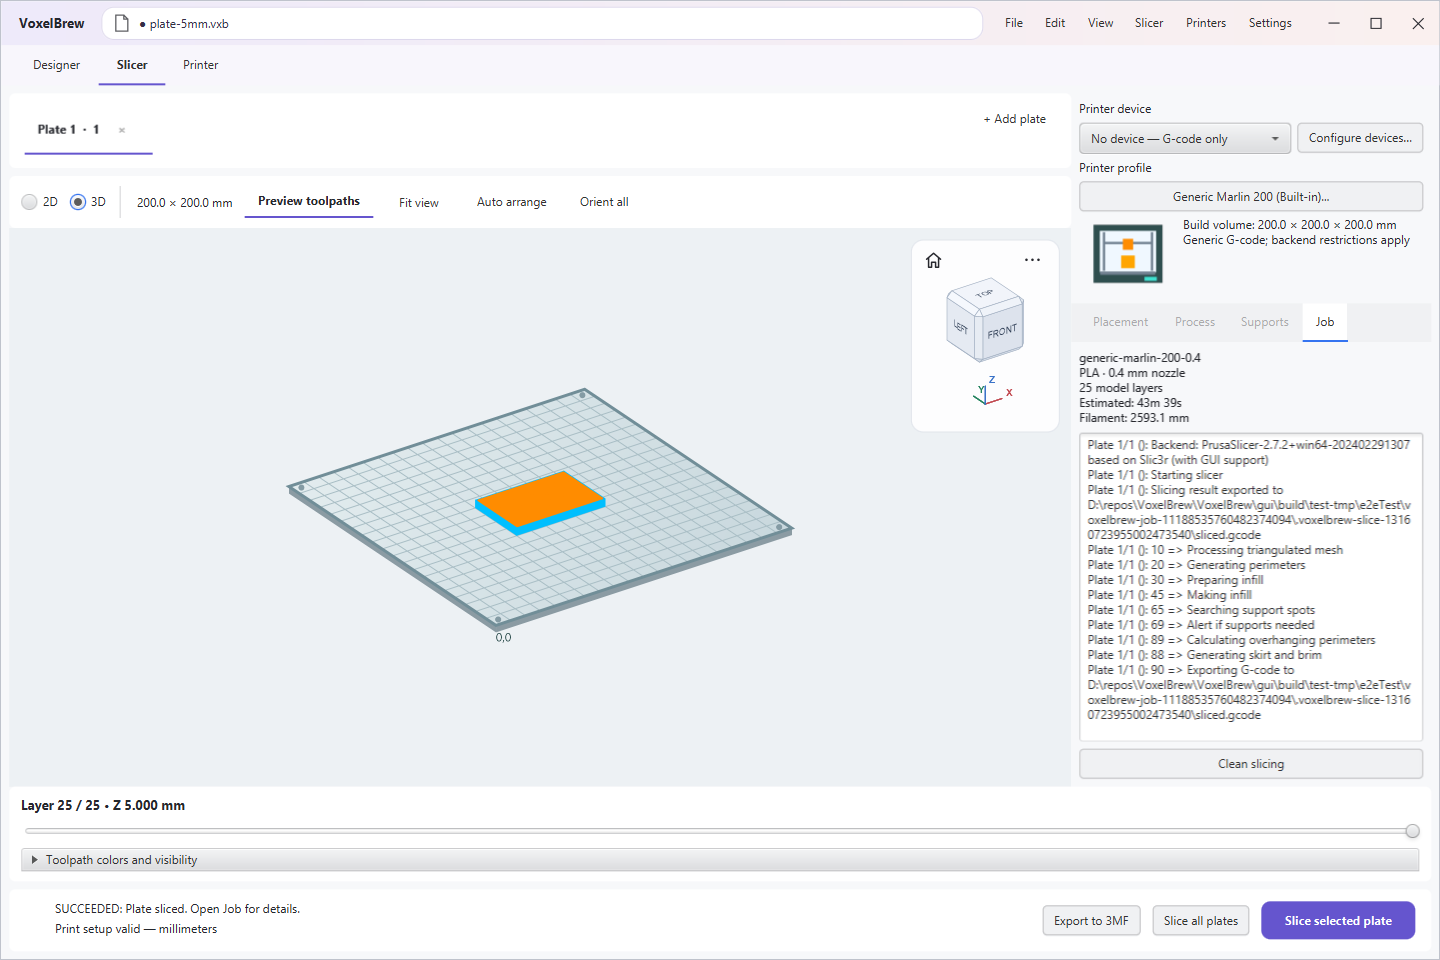 VoxelBrew
● plate-5mm.vxb
File Edit View Slicer Printers Settings
Designer Slicer Printer
Plate 1 · 1 ×
+ Add plate
2D 3D 200.0 × 200.0 mm Preview toolpaths Fit view Auto arrange Orient all
TOP
LEFT
FRONT
Z
Y
X
0,0
Printer device
No device — G-code only
Configure devices...
Printer profile
Generic Marlin 200 (Built-in)...
Build volume: 200.0 × 200.0 × 200.0 mm
Generic G-code; backend restrictions apply
Placement Process Supports Job
generic-marlin-200-0.4
PLA · 0.4 mm nozzle
25 model layers
Estimated: 43m 39s
Filament: 2593.1 mm
Plate 1/1 (): Backend: PrusaSlicer-2.7.2+win64-202402291307
based on Slic3r (with GUI support)
Plate 1/1 (): Starting slicer
Plate 1/1 (): Slicing result exported to
D:\repos\VoxelBrew\VoxelBrew\gui\build\test-tmp\e2eTest\v
oxelbrew-job-11188535760482374094\.voxelbrew-slice-1316
0723955002473540\sliced.gcode
Plate 1/1 (): 10 => Processing triangulated mesh
Plate 1/1 (): 20 => Generating perimeters
Plate 1/1 (): 30 => Preparing infill
Plate 1/1 (): 45 => Making infill
Plate 1/1 (): 65 => Searching support spots
Plate 1/1 (): 69 => Alert if supports needed
Plate 1/1 (): 89 => Calculating overhanging perimeters
Plate 1/1 (): 88 => Generating skirt and brim
Plate 1/1 (): 90 => Exporting G-code to
D:\repos\VoxelBrew\VoxelBrew\gui\build\test-tmp\e2eTest\v
oxelbrew-job-11188535760482374094\.voxelbrew-slice-1316
0723955002473540\sliced.gcode
Clean slicing
Layer 25 / 25 • Z 5.000 mm
Toolpath colors and visibility
SUCCEEDED: Plate sliced. Open Job for details.
Print setup valid — millimeters
Export to 3MF
Slice all plates
Slice selected plate